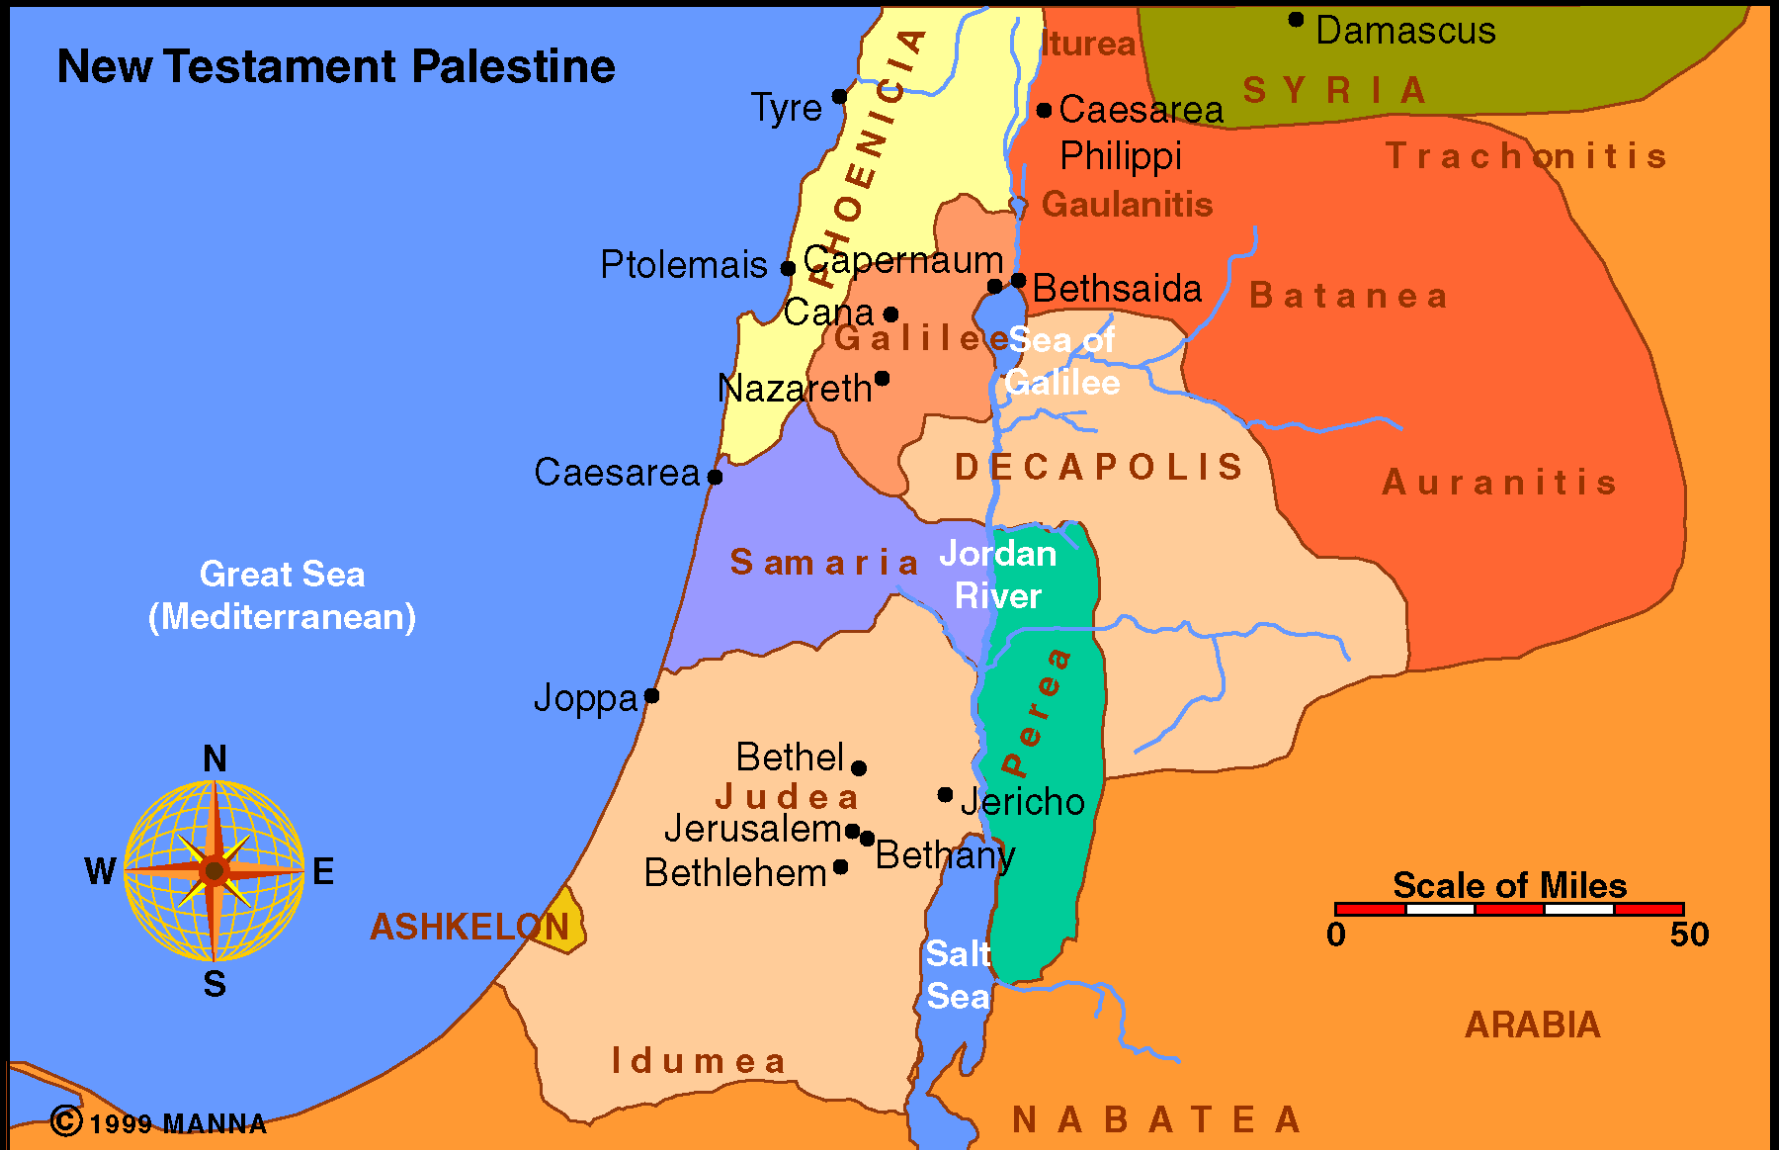 New Testament Palestine
Damascus
Iturea
SYRIA
Tyre
PHOENICIA
Caesarea
Philippi
Trachonitis
Gaulanitis
Ptolemais
Capernaum
Bethsaida
Batanea
Cana
Galilee
Sea of
Galilee
Nazareth
Caesarea
DECAPOLIS
Auranitis
Samaria
Jordan
River
Great Sea
(Mediterranean)
Perea
Joppa
Bethel
Judea
Jericho
Jerusalem
Bethany
Bethlehem
N
W
E
S
ASHKELON
Scale of Miles
0
50
Salt
Sea
ARABIA
Idumea
NABATEA
© 1999 MANNA